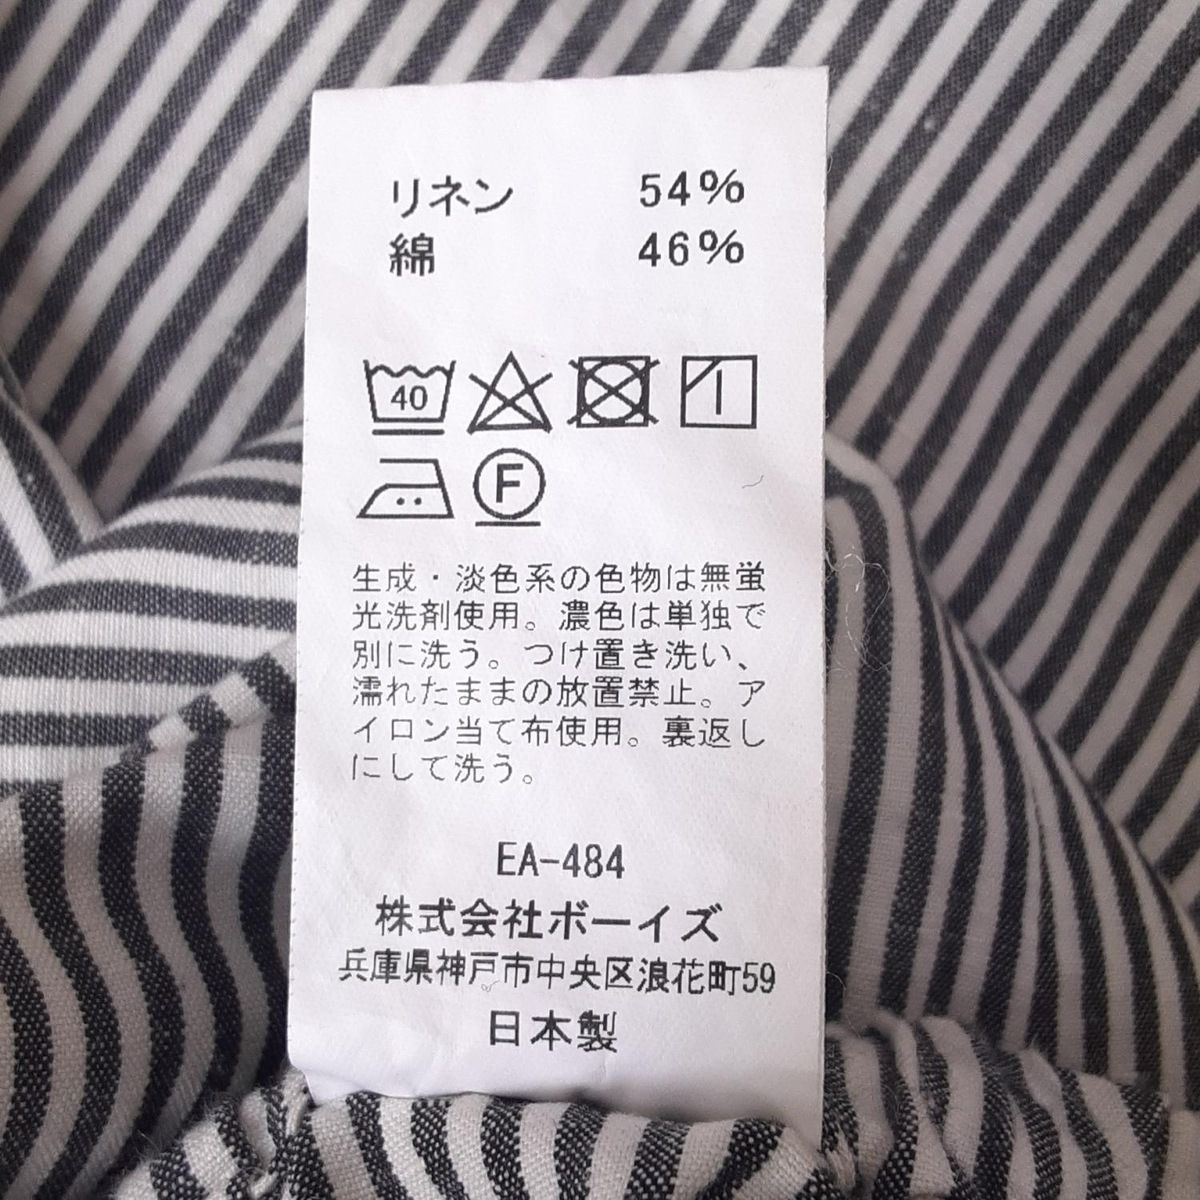 リネン 54%
綿 46%
40
F
生成・淡色系の色物は無蛍
光洗剤使用。濃色は単独で
別に洗う。つけ置き洗い、
濡れたままの放置禁止。ア
イロン当て布使用。裏返し
にして洗う。
EA-484
株式会社ボーイズ
兵庫県神戸市中央区浪花町59
日本製